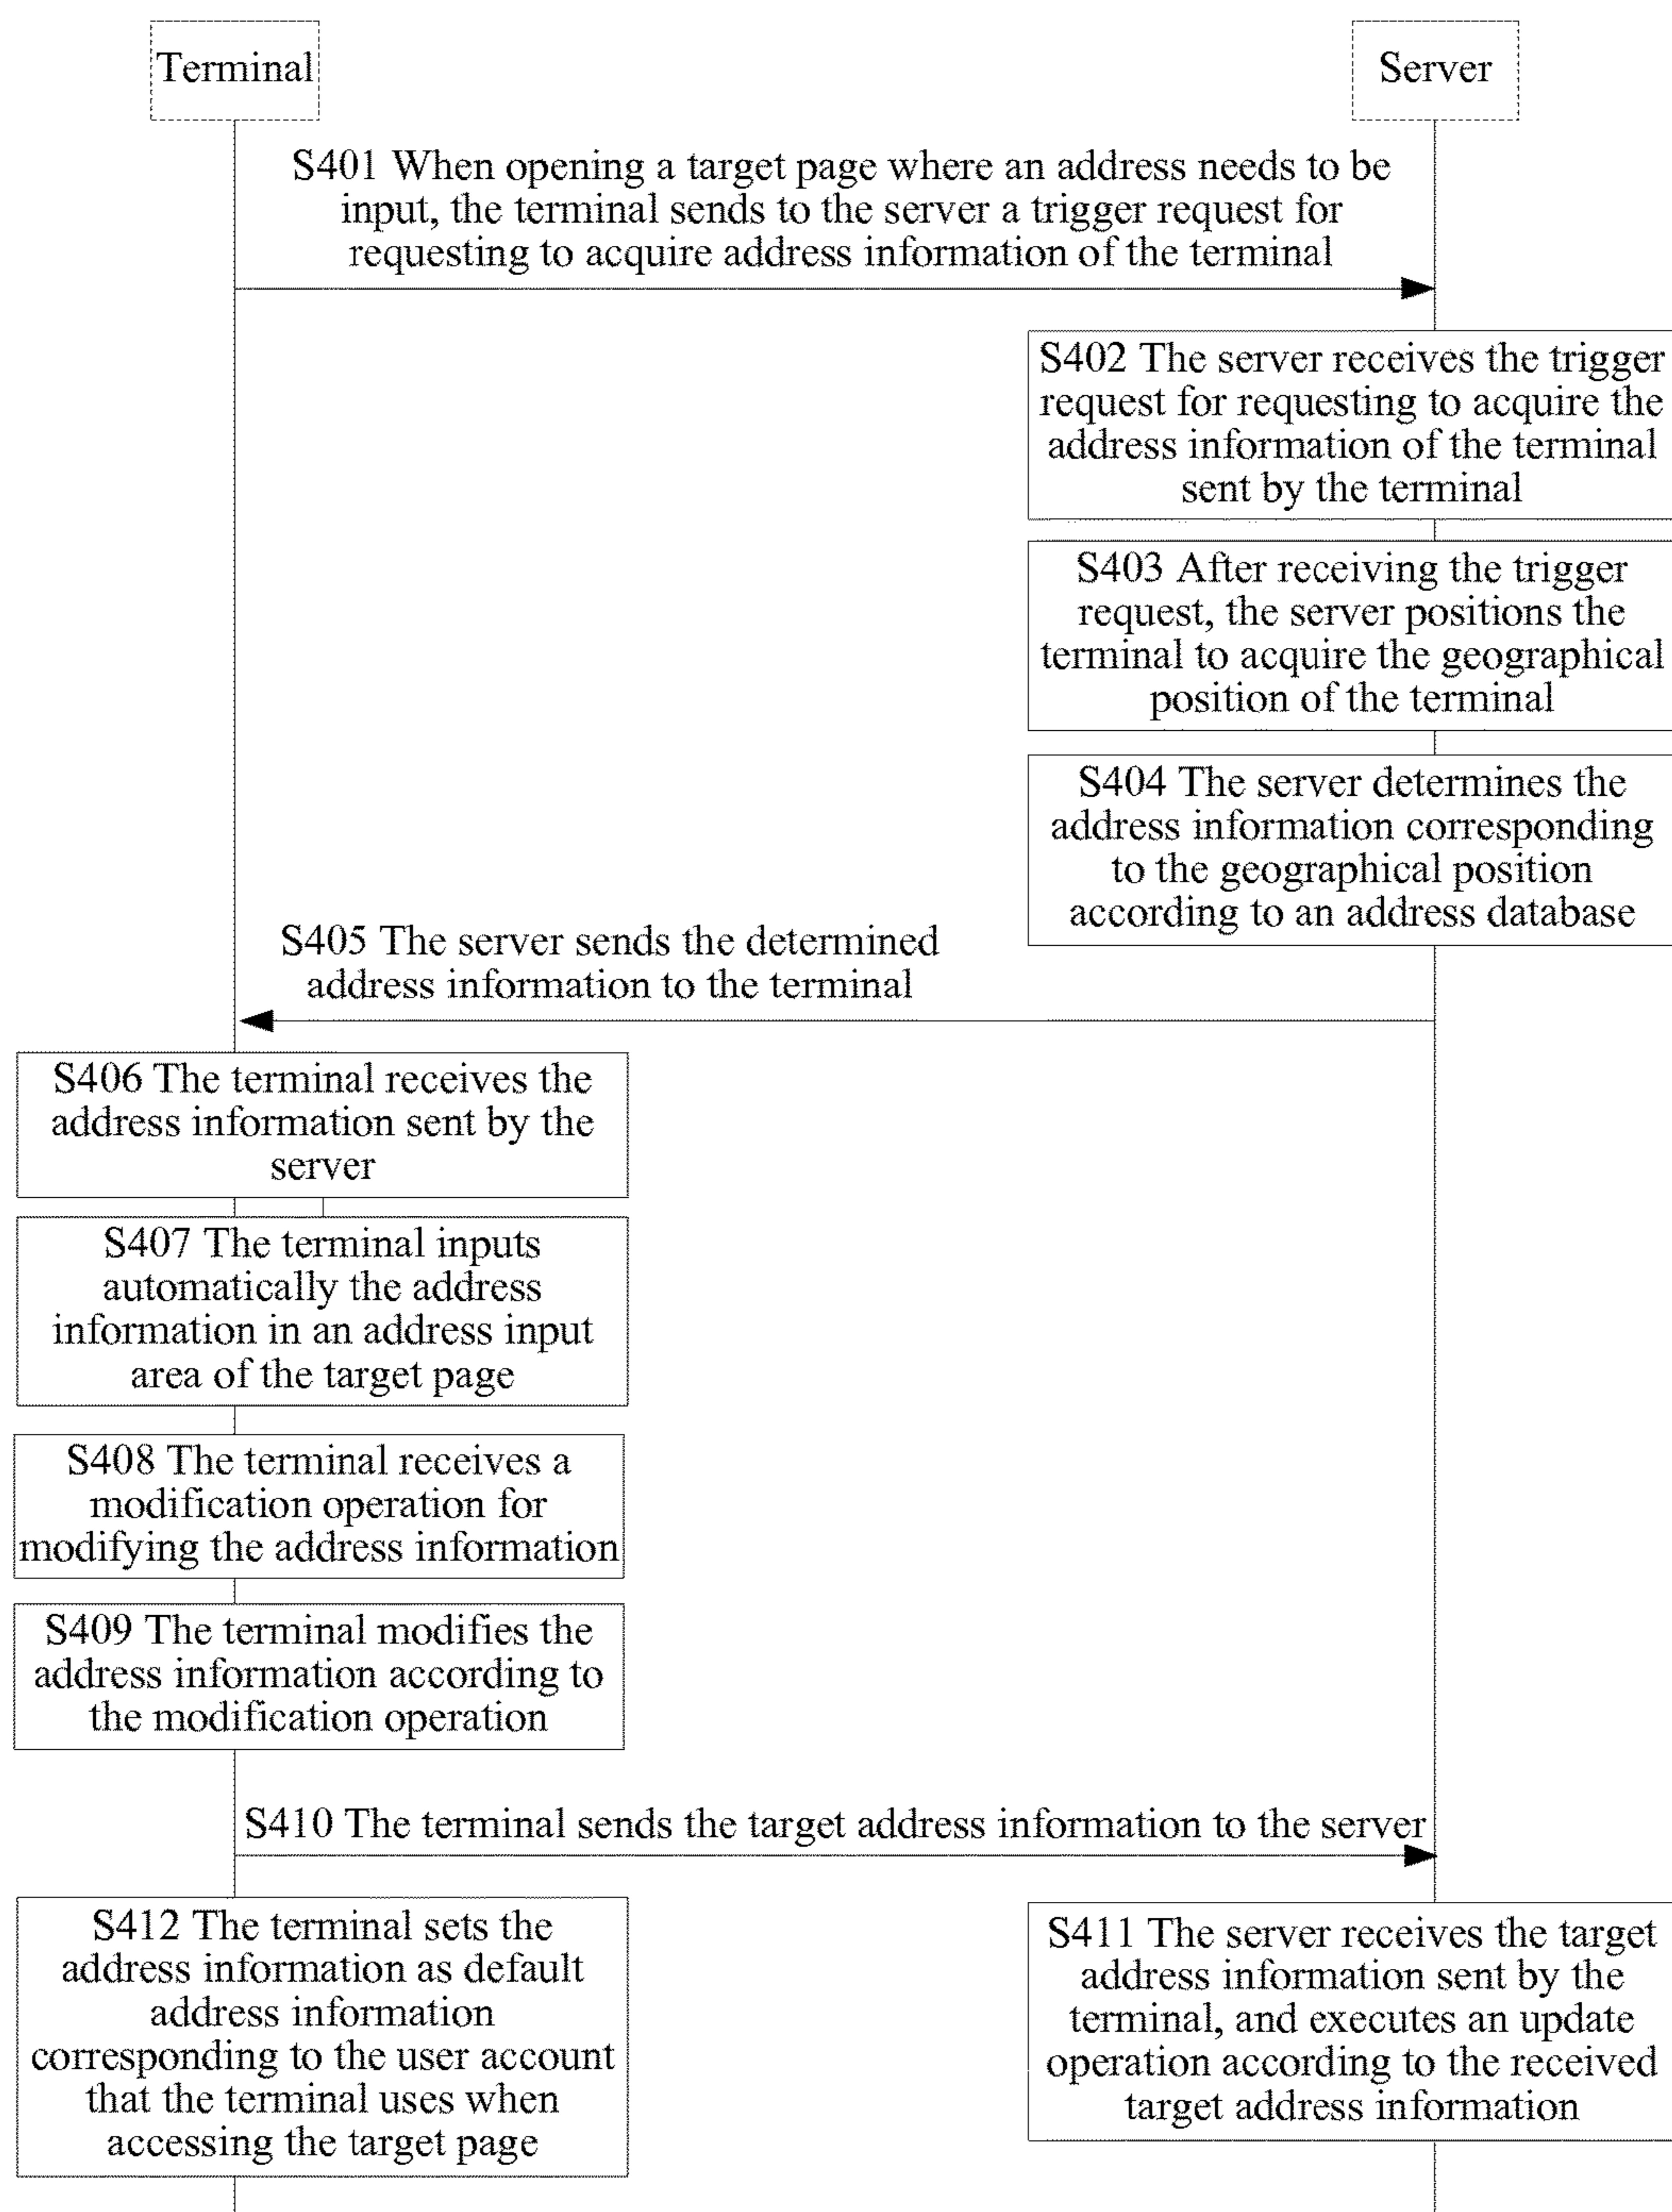 Terminal
Server
S401 When opening a target page where an address needs to be
input, the terminal sends to the server a trigger request for
requesting to acquire address information of the terminal
S402 The server receives the trigger
request for requesting to acquire the
address information of the terminal
sent by the terminal
S403 After receiving the trigger
request, the server positions the
terminal to acquire the geographical
position of the terminal
S404 The server determines the
address information corresponding
to the geographical position
according to an address database
S405 The server sends the determined
address information to the terminal
S406 The terminal receives the
address information sent by the
server
S407 The terminal inputs
automatically the address
information in an address input
area of the target page
S408 The terminal receives a
modification operation for
modifying the address information
S409 The terminal modifies the
address information according to
the modification operation
S410 The terminal sends the target address information to the server
S412 The terminal sets the
address information as default
address information
corresponding to the user account
that the terminal uses when
accessing the target page
S411 The server receives the target
address information sent by the
terminal, and executes an update
operation according to the received
target address information